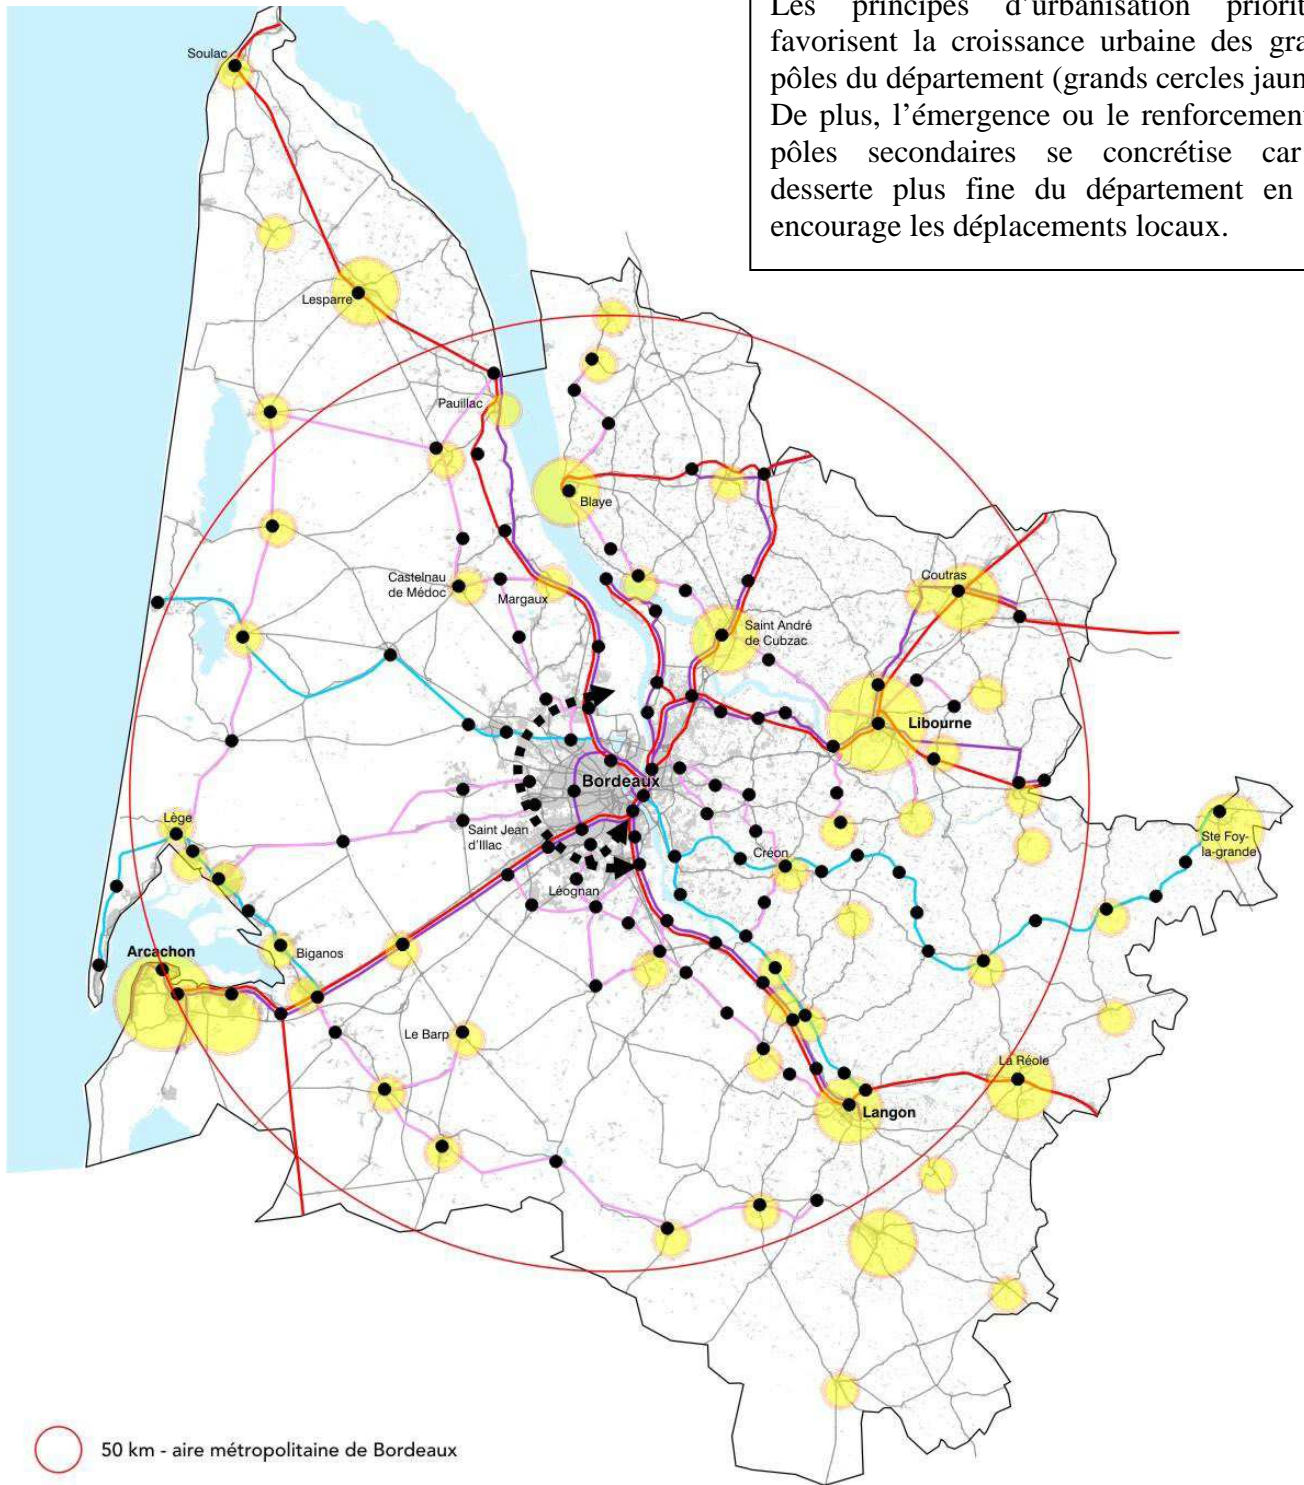 Les principes d'urbanisation priorit
favorisent la croissance urbaine des gra
pôles du département (grands cercles jaun
De plus, l'émergence ou le renforcement
pôles secondaires se concrétise car
desserte plus fine du département en
encourage les déplacements locaux.
Soulac
Lesparre
Pauillac
Blaye
Castelnau
de Médoc
Margaux
Coutras
Saint André
de Cubzac
Libourne
Bordeaux
Lège
Saint Jean
d'Illac
Créon
Ste Foy-
la-grande
Léognan
Arcachon
Biganos
Le Barp
La Réole
Langon
50 km - aire métropolitaine de Bordeaux